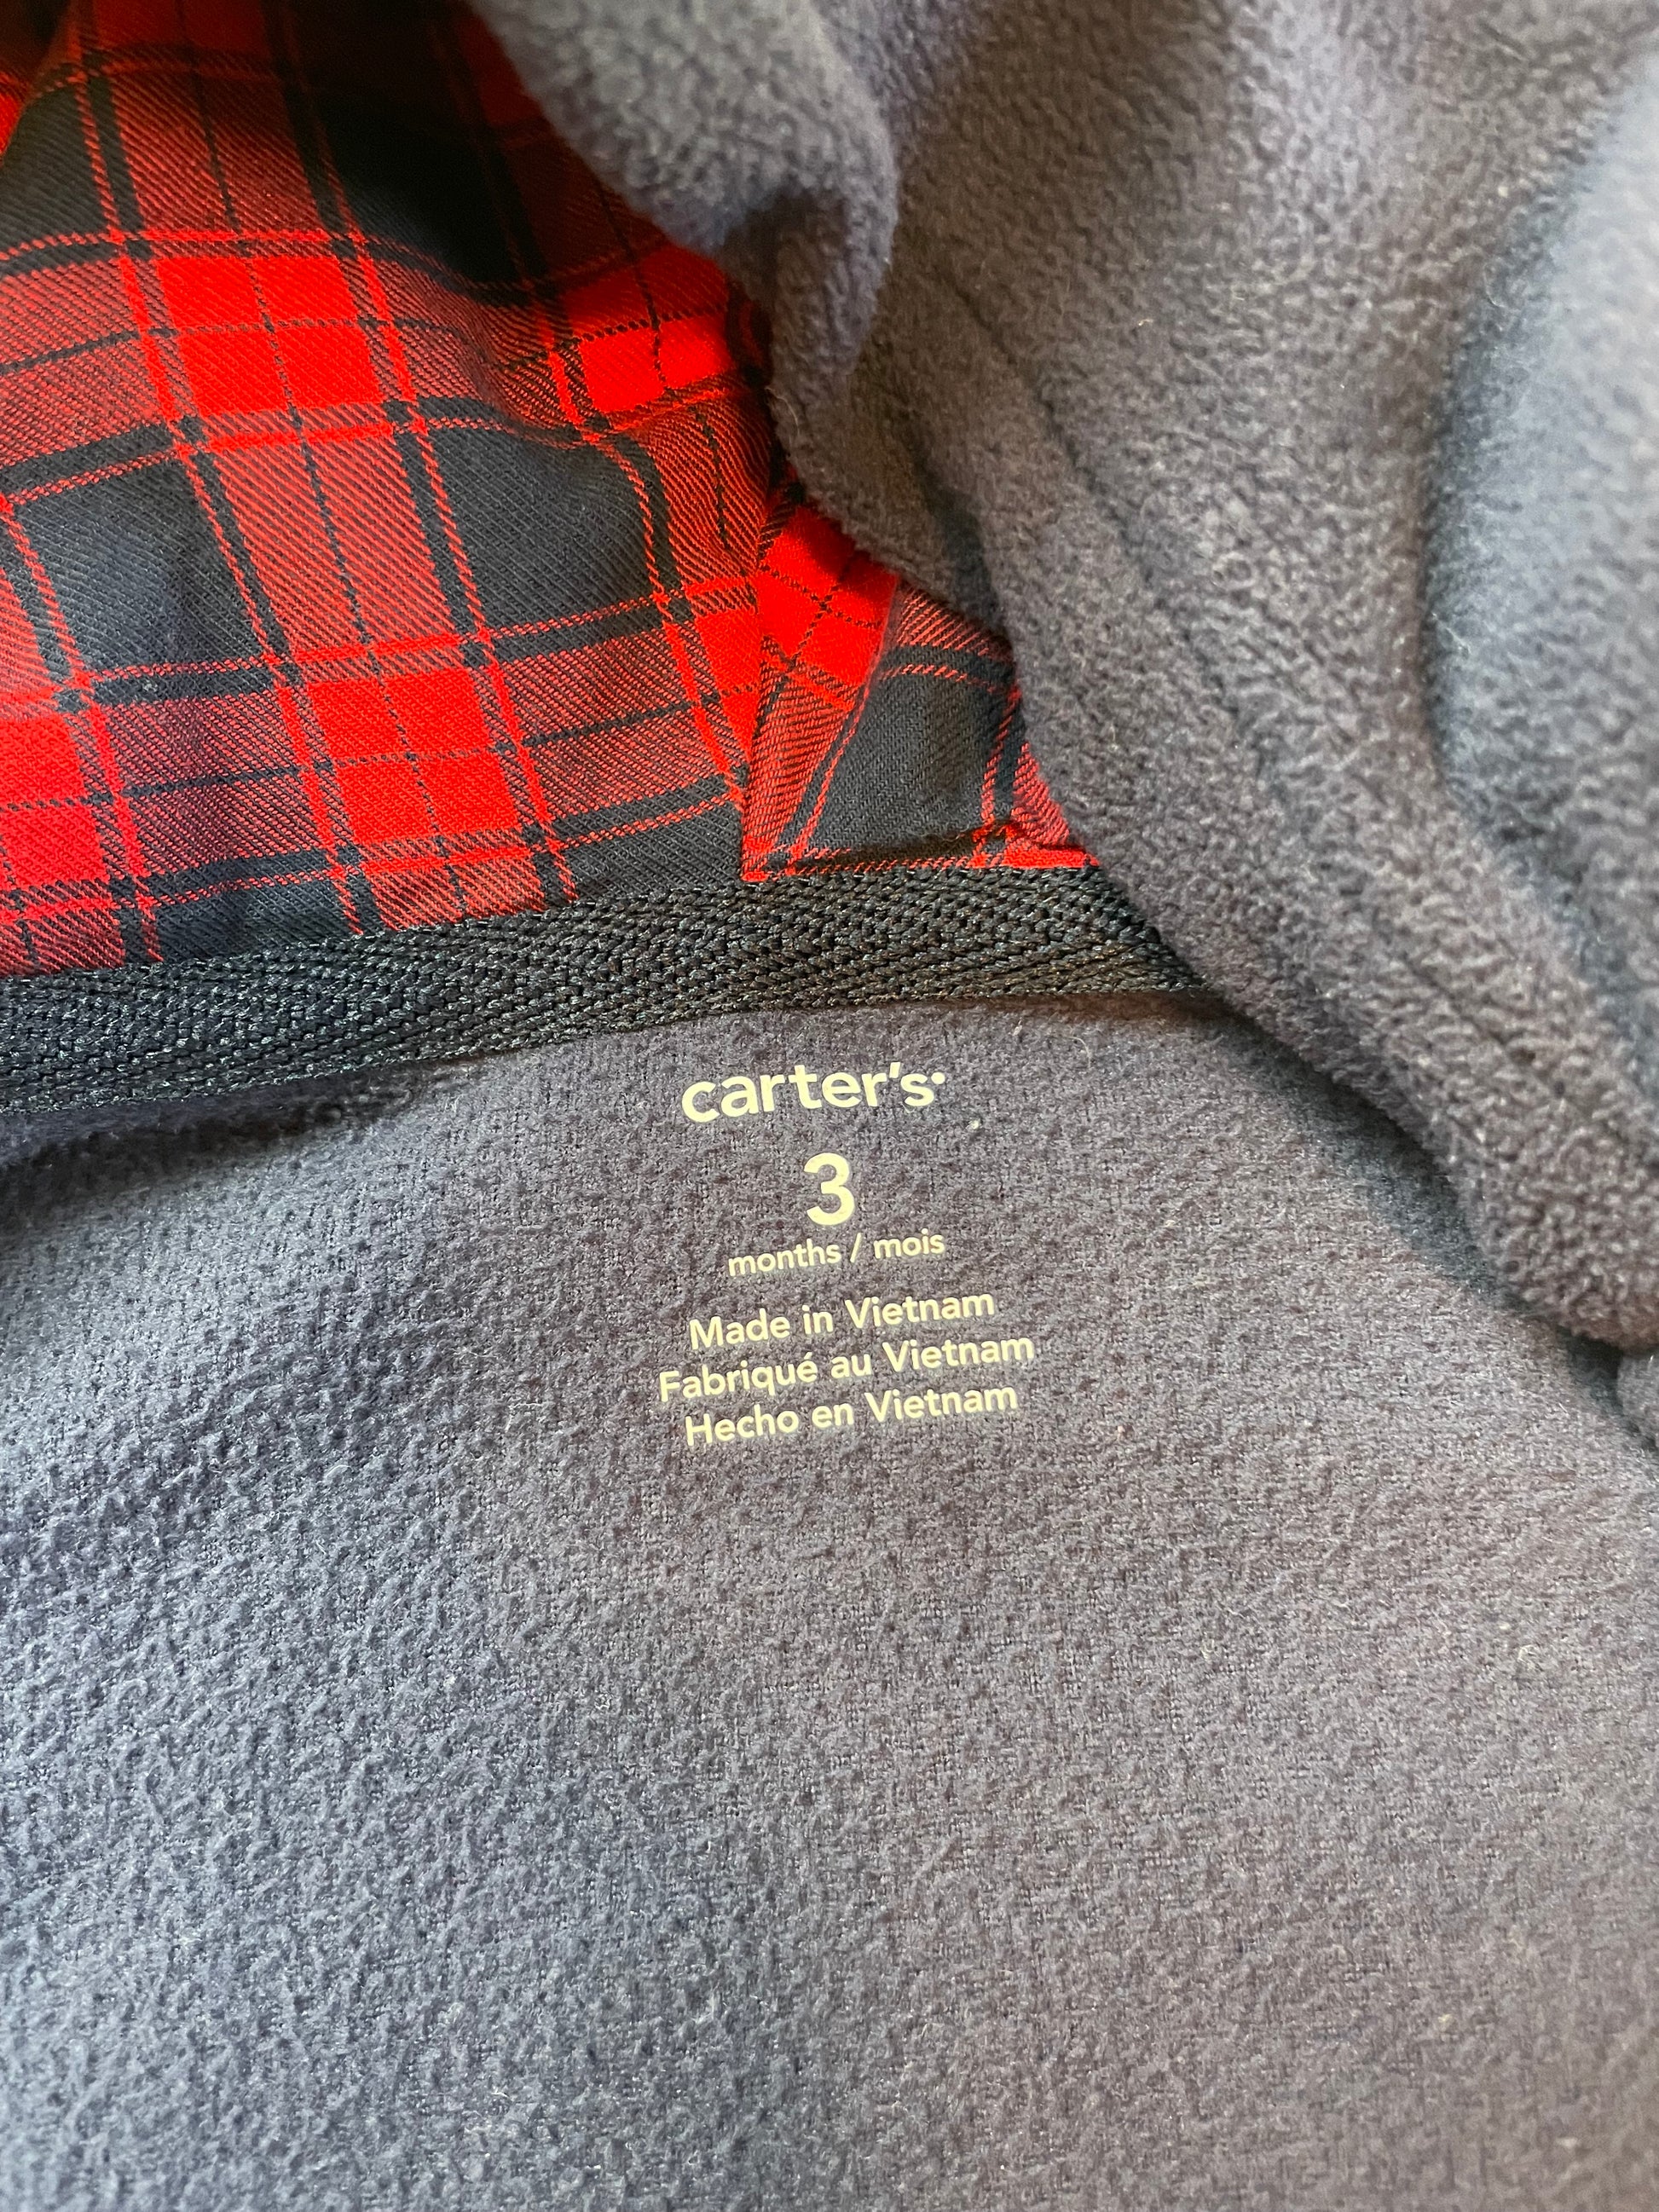 carter's
3
months / mois
Made in Vietnam
Fabriqué au Vietnam
Hecho en Vietnam